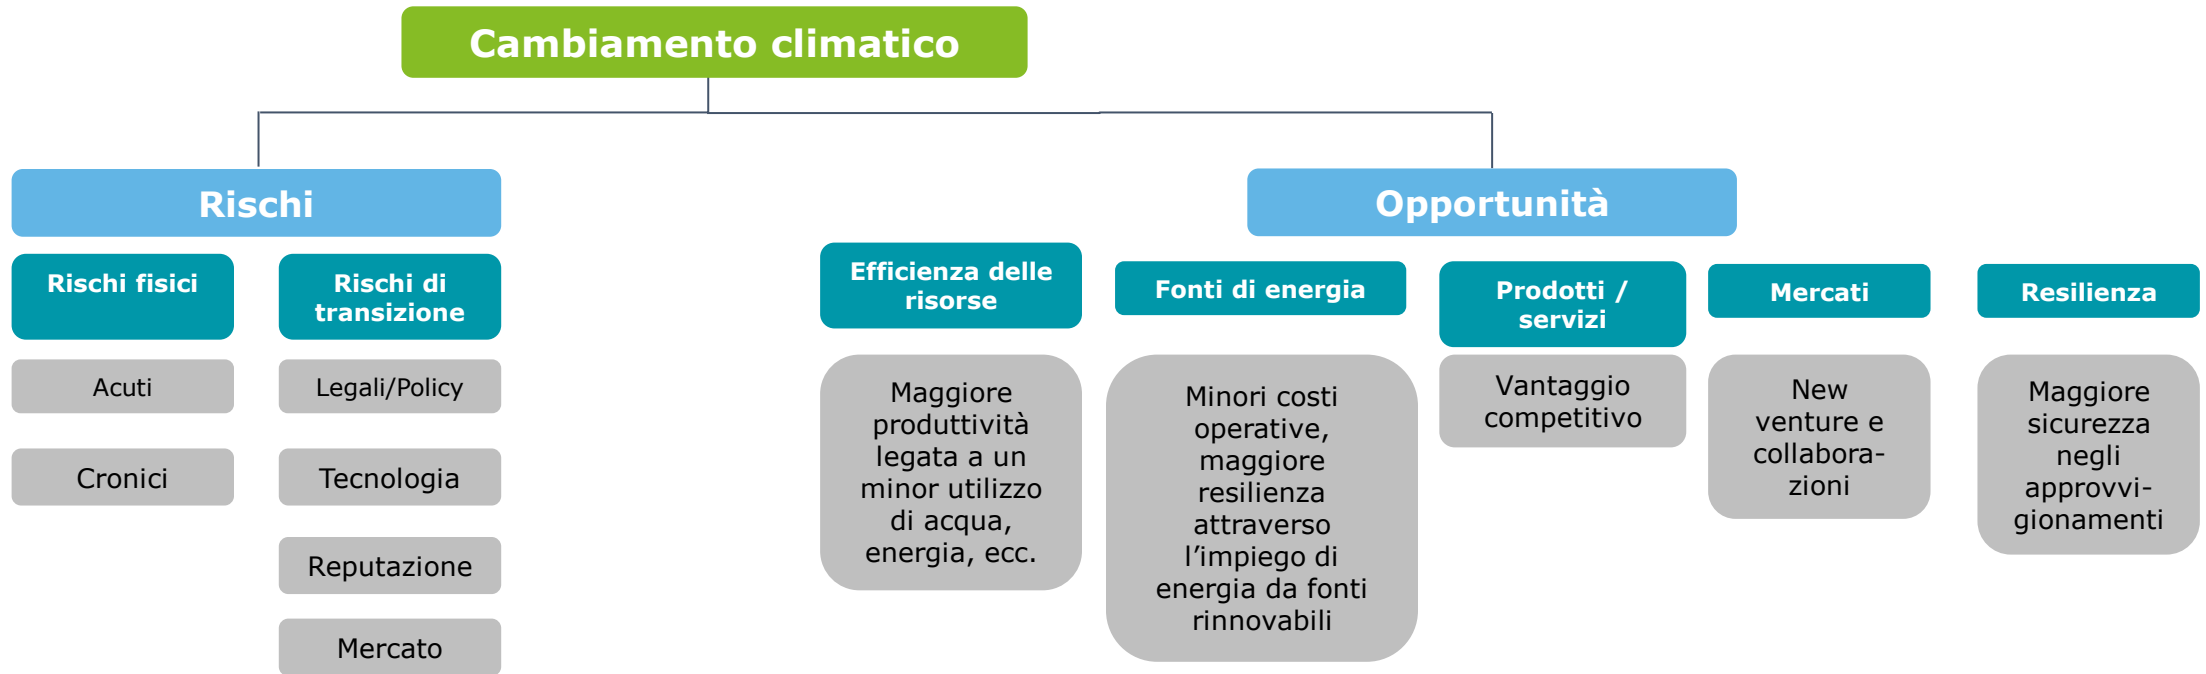 Cambiamento climatico
Rischi
Opportunità
Rischi fisici
Acuti
Cronici
Rischi di
transizione
Legali/Policy
Tecnologia
Reputazione
Mercato
Efficienza delle
risorse
Maggiore
produttività
legata a un
minor utilizzo
di acqua,
energia, ecc.
Fonti di energia
Minori costi
operative,
maggiore
resilienza
attraverso
l’impiego di
energia da fonti
rinnovabili
Prodotti /
servizi
Vantaggio
competitivo
Mercati
New
venture e
collabora-
zioni
Resilienza
Maggiore
sicurezza
negli
approvvi-
gionamenti